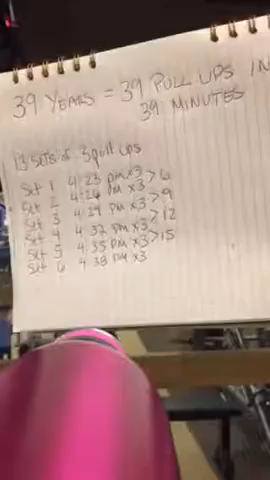 39 YEARS = 39 PULL UPS IN
39 MINUTES
13 SETS of 3 pull ups
Set 1 4:23 pm x3 > 6
Set 2 4:26 pm x3
Set 3 4:29 pm x3 > 9
Set 4 4:32 pm x3 > 12
Set 5 4:35 pm x3 > 15
Set 6 4:38 pm x3